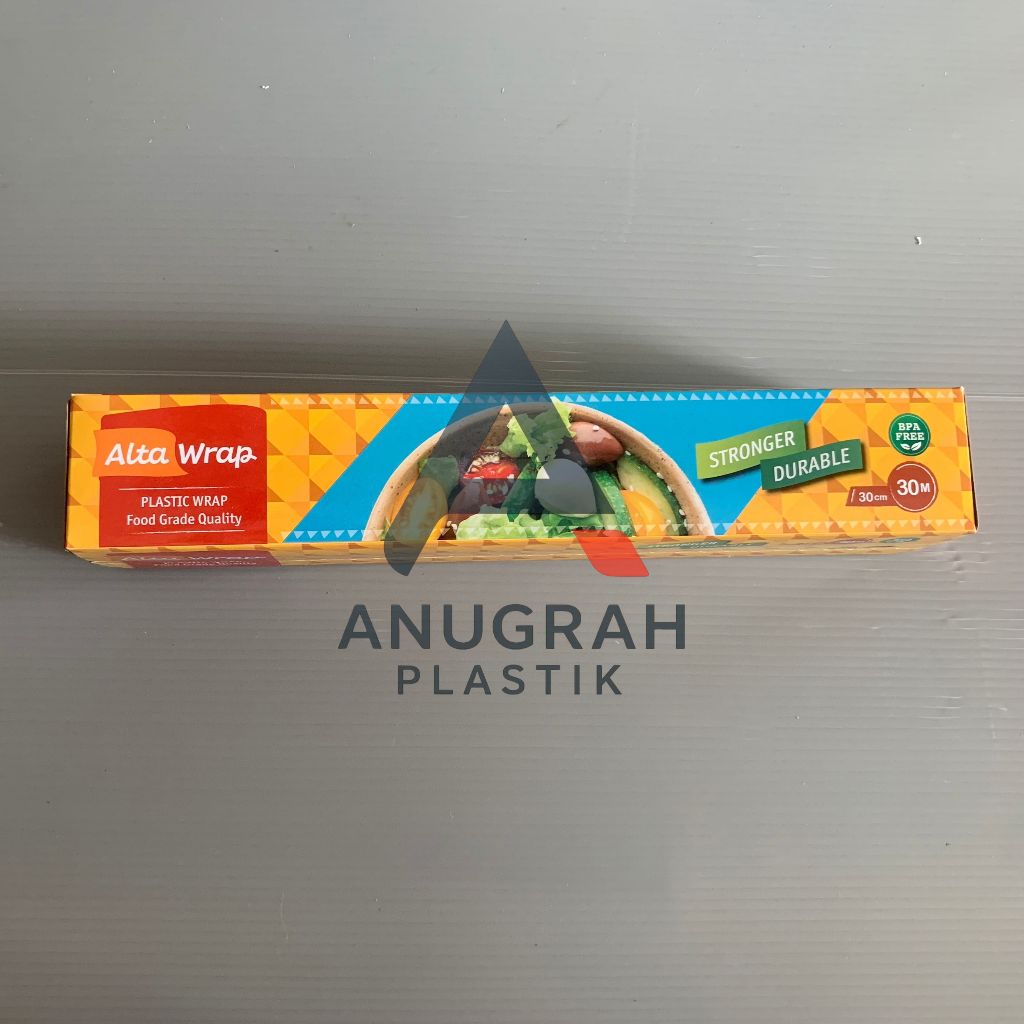 Alta Wrap
PLASTIC WRAP
Food Grade Quality
STRONGER
DURABLE
BPA
FREE
30cm
30M
ANUGRAH
PLASTIK